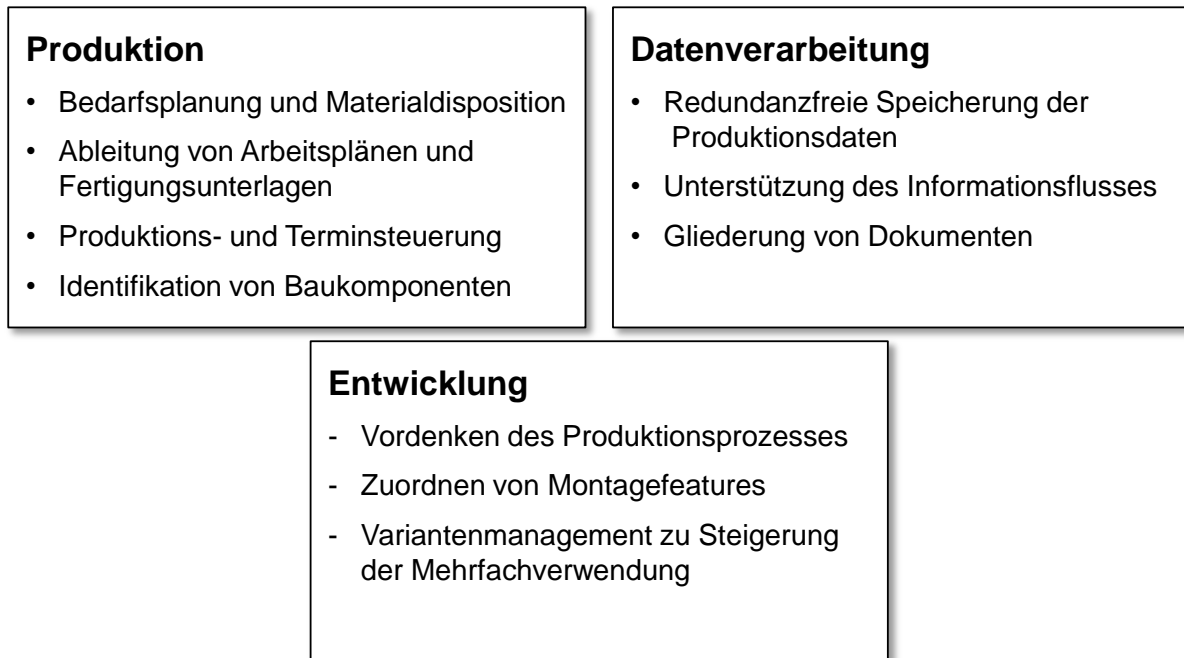 Produktion
• Bedarfsplanung und Materialdisposition
• Ableitung von Arbeitsplänen und
Fertigungsunterlagen
• Produktions- und Terminsteuerung
• Identifikation von Baukomponenten
Datenverarbeitung
• Redundanzfreie Speicherung der
Produktionsdaten
• Unterstützung des Informationsflusses
• Gliederung von Dokumenten
Entwicklung
- Vordenken des Produktionsprozesses
- Zuordnen von Montagefeatures
- Variantenmanagement zu Steigerung
der Mehrfachverwendung